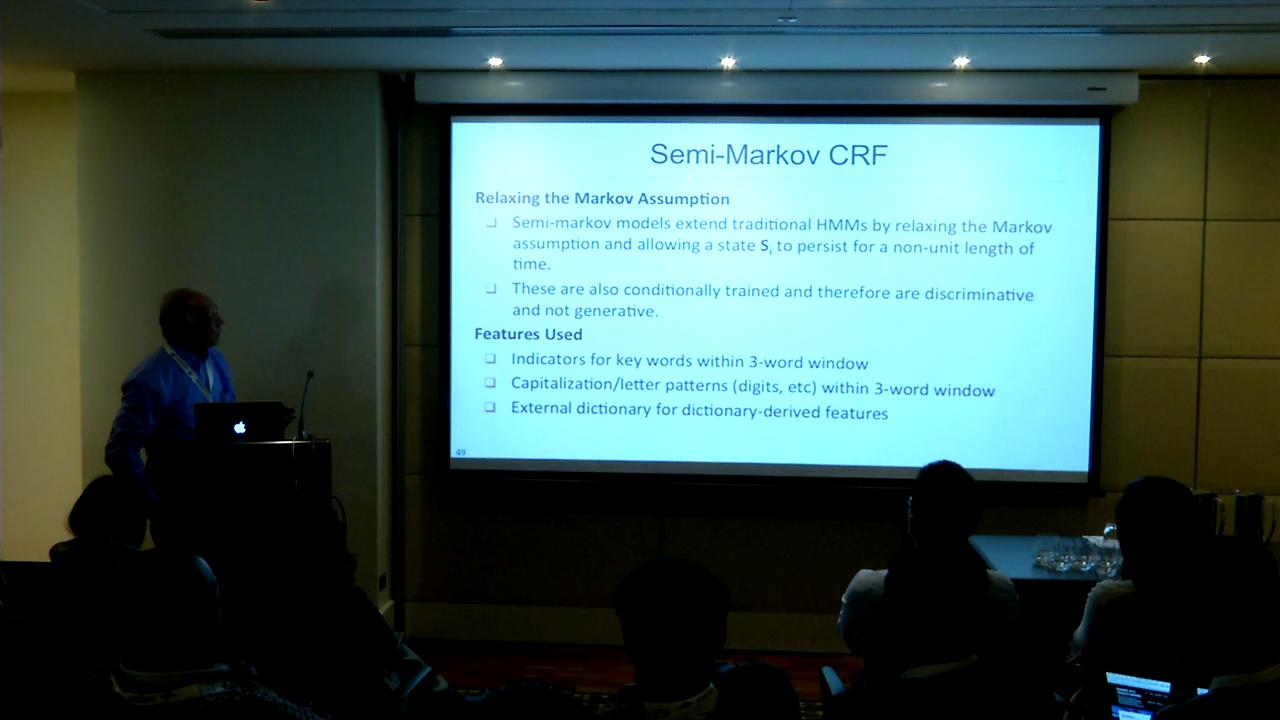 Semi-Markov CRF
Relaxing the Markov Assumption
❑ Semi-markov models extend traditional HMMs by relaxing the Markov
assumption and allowing a state Si to persist for a non-unit length of
time.
❑ These are also conditionally trained and therefore are discriminative
and not generative.
Features Used
❑ Indicators for key words within 3-word window
❑ Capitalization/letter patterns (digits, etc) within 3-word window
❑ External dictionary for dictionary-derived features
49